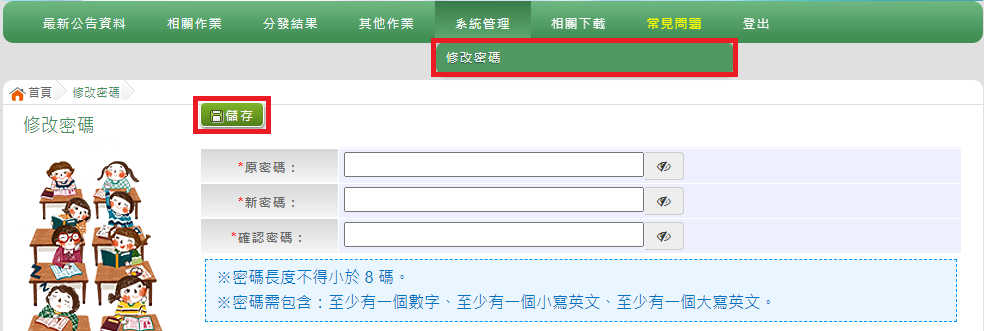 最新公告資料 相關作業 分發結果 其他作業 系統管理 相關下載 常見問題 登出
修改密碼
首頁 修改密碼
修改密碼
儲存
*原密碼：
*新密碼：
*確認密碼：
※密碼長度不得小於 8 碼。
※密碼需包含：至少有一個數字、至少有一個小寫英文、至少有一個大寫英文。